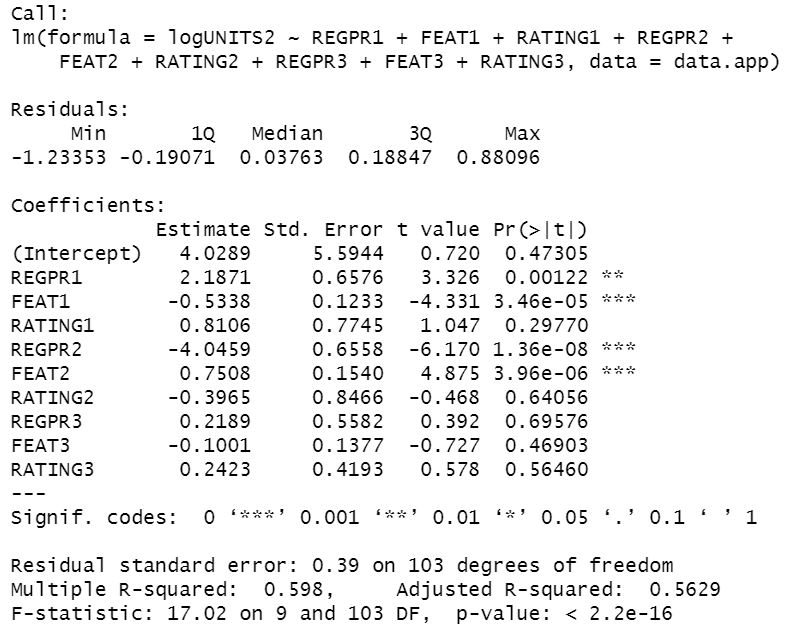 Call:
lm(formula = logUNITS2 ~ REGPR1 + FEAT1 + RATING1 + REGPR2 +
    FEAT2 + RATING2 + REGPR3 + FEAT3 + RATING3, data = data.app)

Residuals:
     Min       1Q   Median       3Q      Max
-1.23353 -0.19071  0.03763  0.18847  0.88096

Coefficients:
            Estimate Std. Error t value Pr(>|t|)
(Intercept)   4.0289     5.5944   0.720  0.47305
REGPR1        2.1871     0.6576   3.326  0.00122 **
FEAT1        -0.5338     0.1233  -4.331 3.46e-05 ***
RATING1       0.8106     0.7745   1.047  0.29770
REGPR2       -4.0459     0.6558  -6.170 1.36e-08 ***
FEAT2         0.7508     0.1540   4.875 3.96e-06 ***
RATING2      -0.3965     0.8466  -0.468  0.64056
REGPR3        0.2189     0.5582   0.392  0.69576
FEAT3        -0.1001     0.1377  -0.727  0.46903
RATING3       0.2423     0.4193   0.578  0.56460
---
Signif. codes:  0 ‘***’ 0.001 ‘**’ 0.01 ‘*’ 0.05 ‘.’ 0.1 ‘ ’ 1

Residual standard error: 0.39 on 103 degrees of freedom
Multiple R-squared:  0.598,	Adjusted R-squared:  0.5629
F-statistic: 17.02 on 9 and 103 DF,  p-value: < 2.2e-16